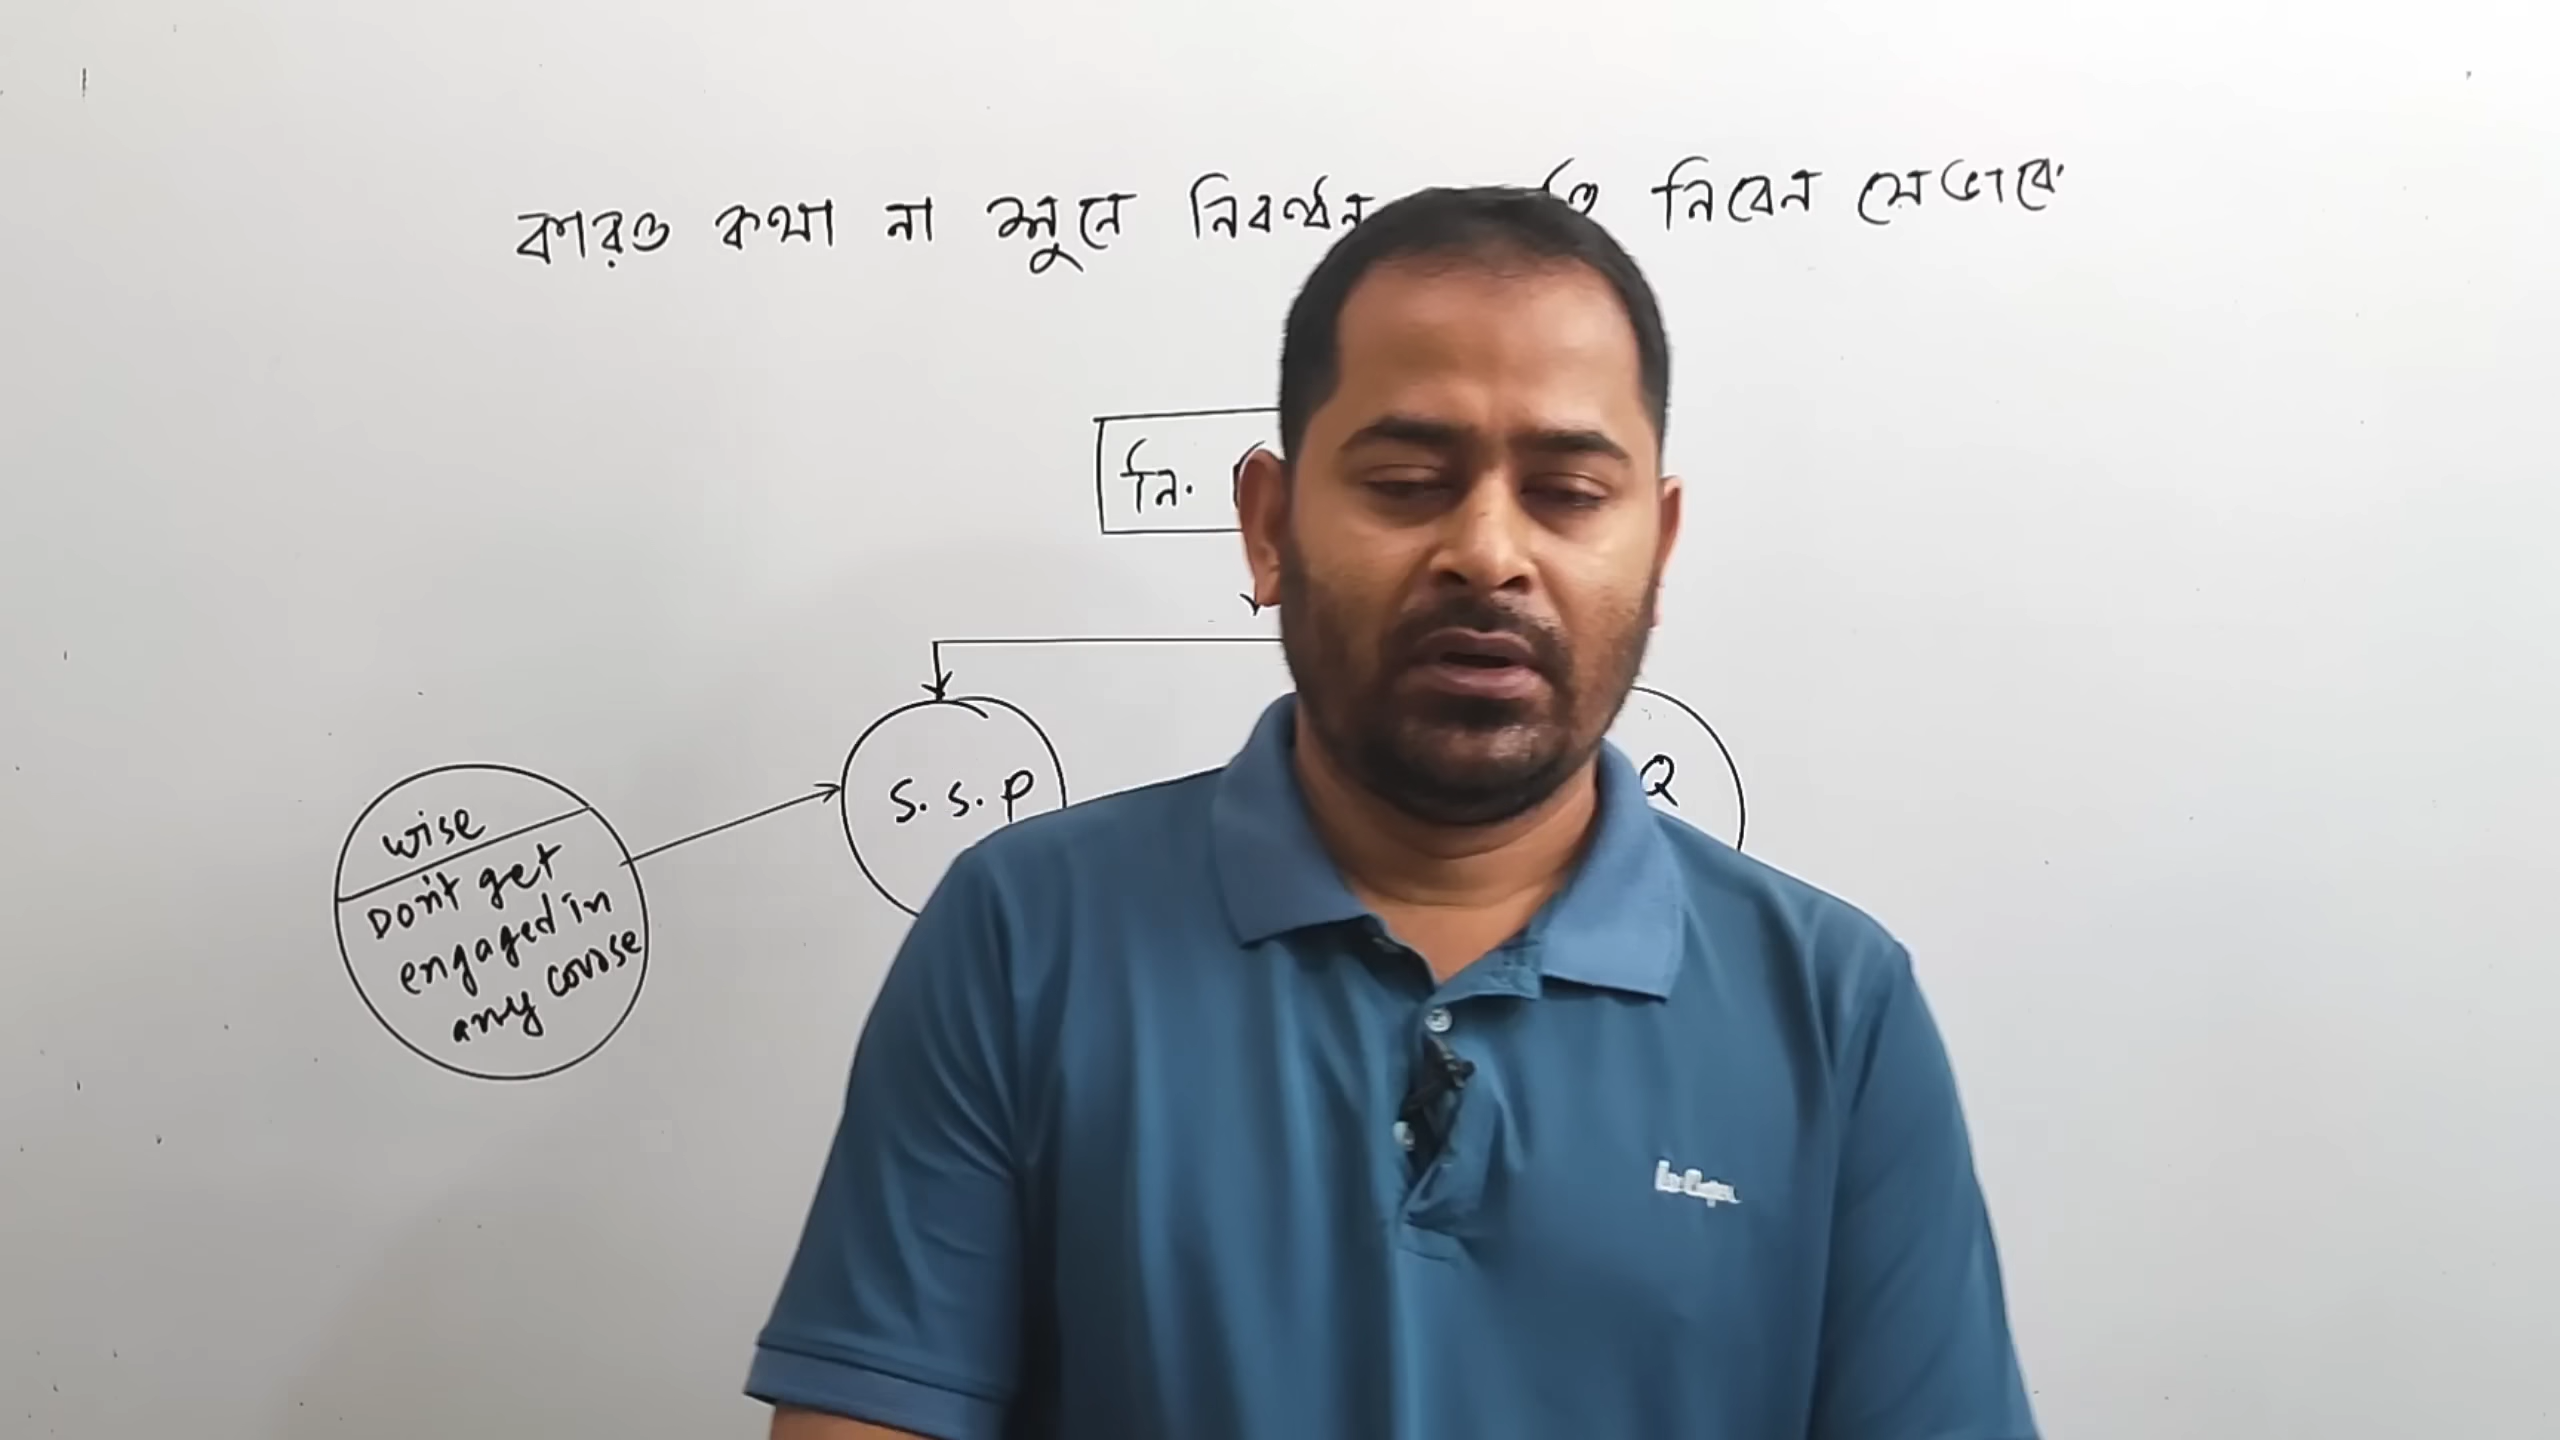 কারও কথা না শুনে নিবন্ধন নিবেন যেভাবে
নি.
S. S. P
Q
wise
Don't get
engaged in
any course